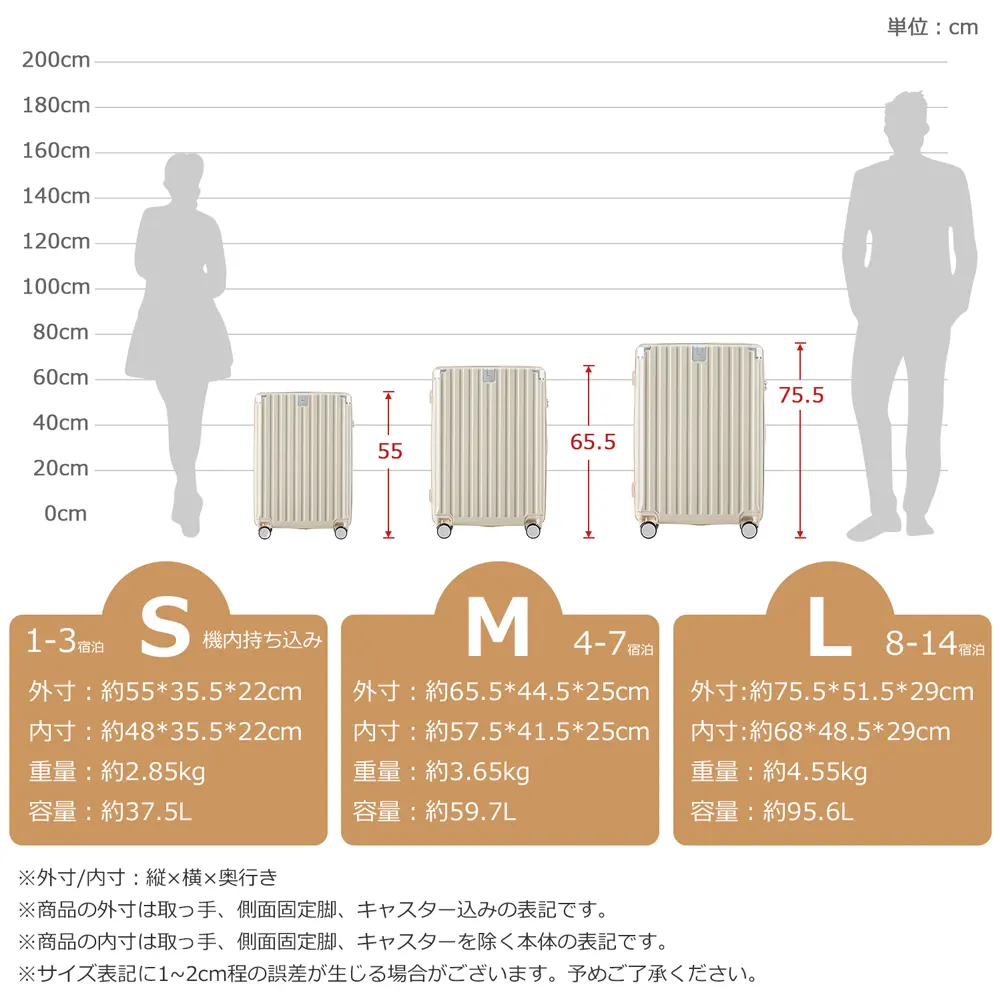 単位：cm
200cm
180cm
160cm
140cm
120cm
100cm
80cm
60cm
40cm
20cm
0cm
55
65.5
75.5
S
1-3宿泊
機内持ち込み
外寸：約55*35.5*22cm
内寸：約48*35.5*22cm
重量：約2.85kg
容量：約37.5L
M
4-7宿泊
外寸：約65.5*44.5*25cm
内寸：約57.5*41.5*25cm
重量：約3.65kg
容量：約59.7L
L
8-14宿泊
外寸:約75.5*51.5*29cm
内寸:約68*48.5*29cm
重量：約4.55kg
容量：約95.6L
※外寸/内寸：縦×横×奥行き
※商品の外寸は取っ手、側面固定脚、キャスター込みの表記です。
※商品の内寸は取っ手、側面固定脚、キャスターを除く本体の表記です。
※サイズ表記に1~2cm程の誤差が生じる場合がございます。予めご了承ください。